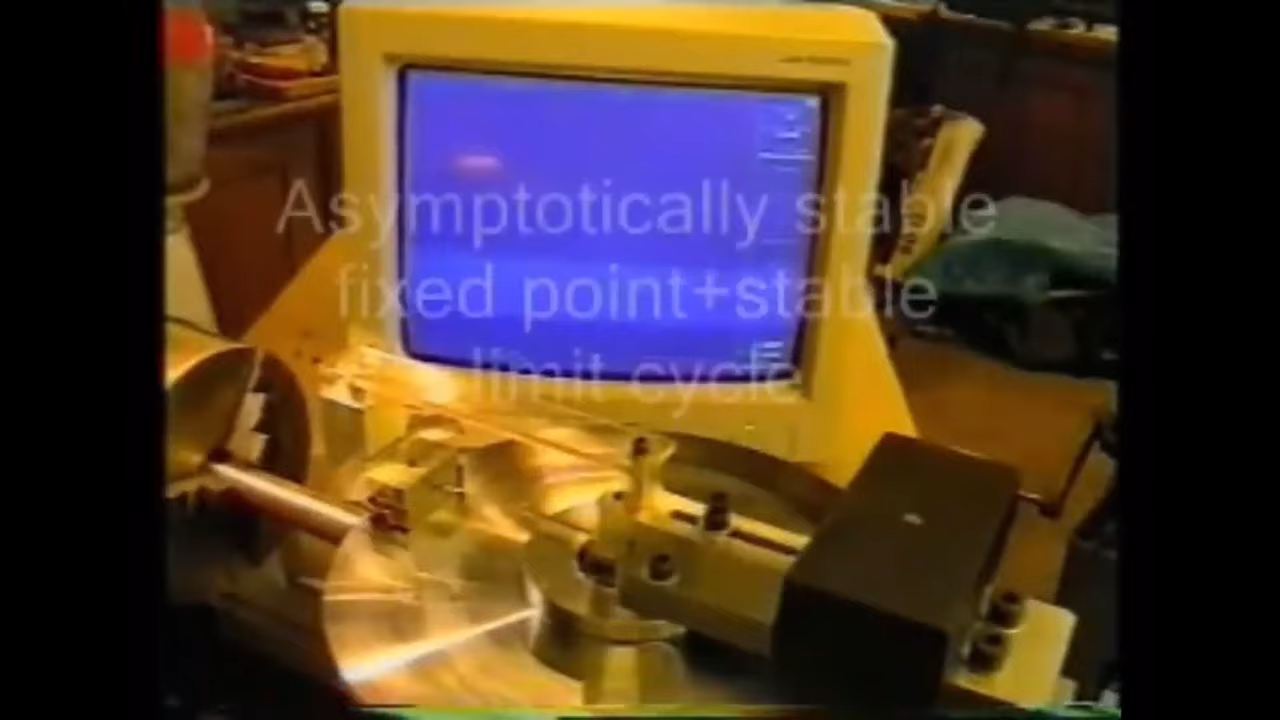 Asymptotically stable
fixed point+stable
limit cycle